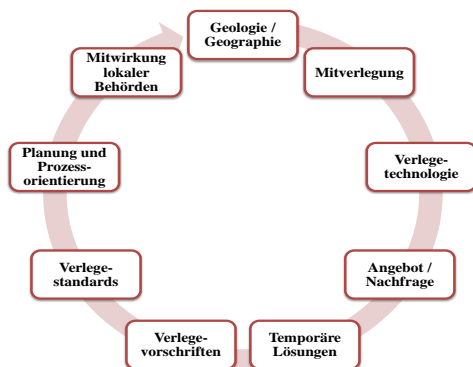 Geologie /
Geographie
Mitverlegung
Verlege-
technologie
Angebot /
Nachfrage
Temporäre
Lösungen
Verlege-
vorschriften
Verlege-
standards
Planung und
Prozess-
orientierung
Mitwirkung
lokaler
Behörden